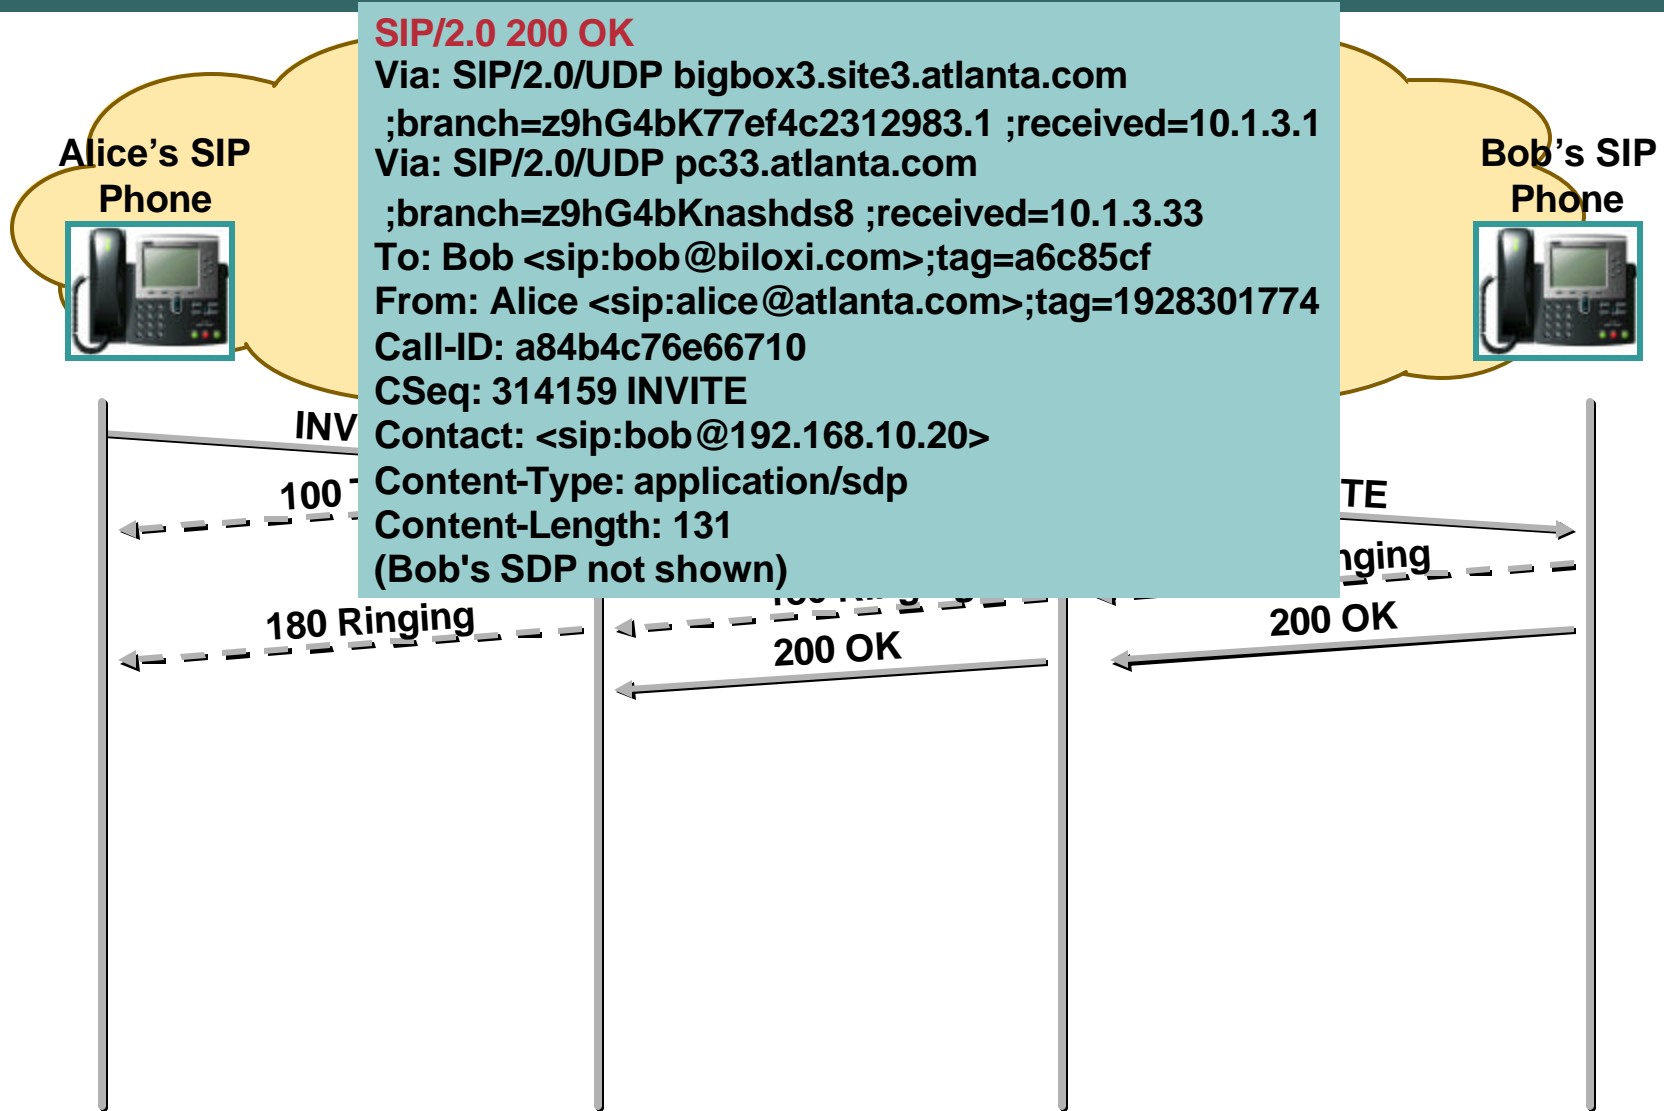 SIP/2.0 200 OK
Via: SIP/2.0/UDP bigbox3.site3.atlanta.com
;branch=z9hG4bK77ef4c2312983.1 ;received=10.1.3.1
Via: SIP/2.0/UDP pc33.atlanta.com
;branch=z9hG4bKnashds8 ;received=10.1.3.33
To: Bob <sip:bob@biloxi.com>;tag=a6c85cf
From: Alice <sip:alice@atlanta.com>;tag=1928301774
Call-ID: a84b4c76e66710
CSeq: 314159 INVITE
Contact: <sip:bob@192.168.10.20>
Content-Type: application/sdp
Content-Length: 131
(Bob's SDP not shown)
Alice’s SIP
Phone
Bob’s SIP
Phone
INV
100
TE
nging
180 Ringing
200 OK
200 OK